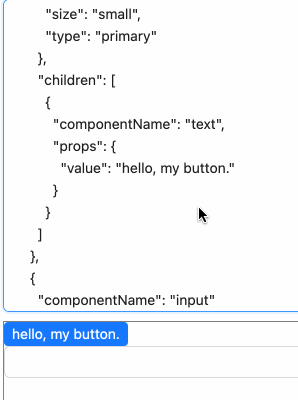 "size": "small",
"type": "primary"
},
"children": [
{
"componentName": "text",
"props": {
"value": "hello, my button."
}
}
]
},
{
"componentName": "input"
hello, my button.